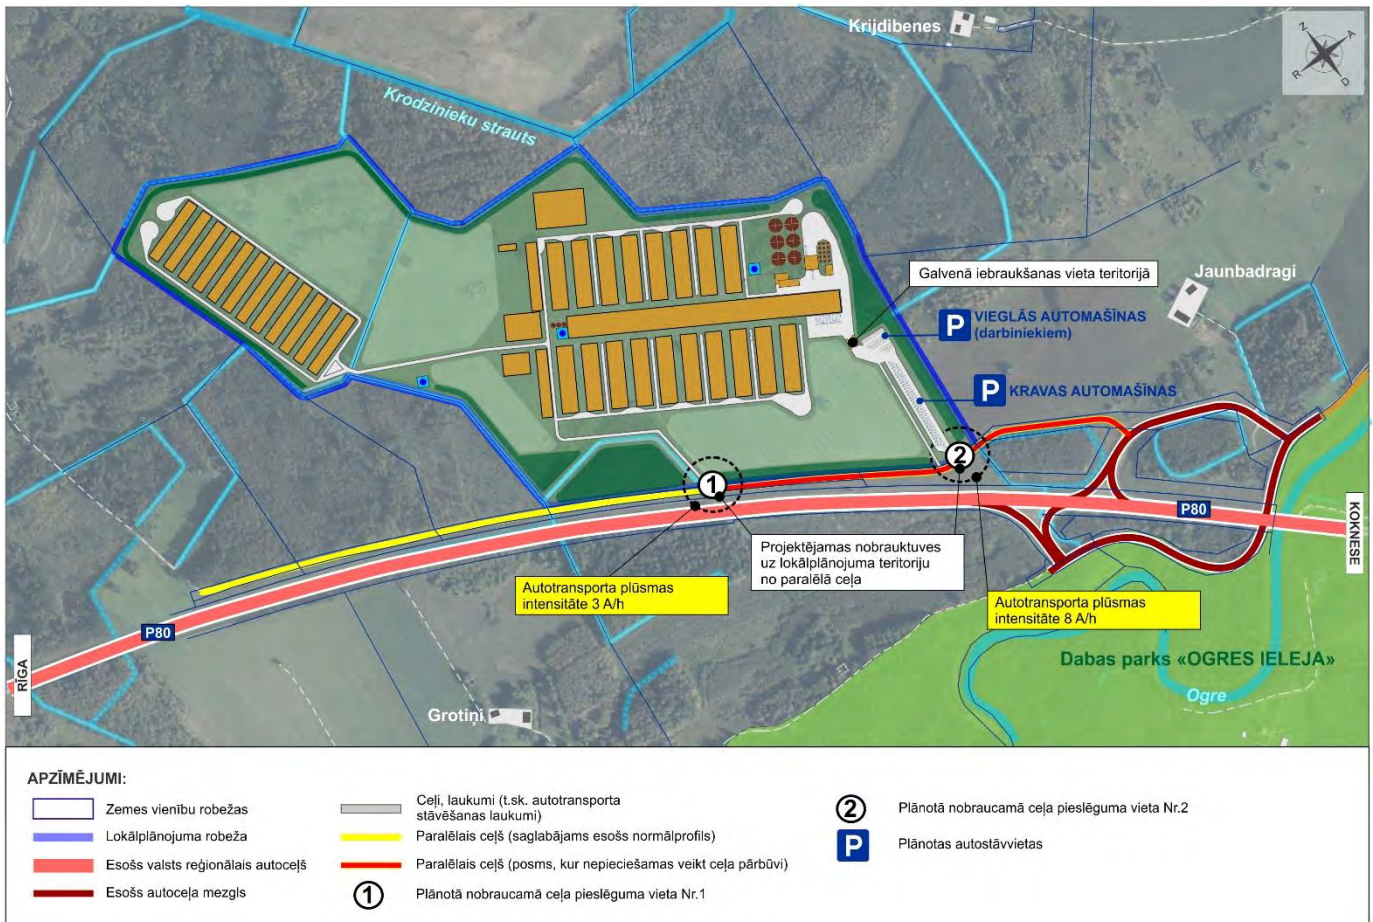 Krijdibenes
Z
A
R
D
Krodzinieku strauts
Galvenā iebraukšanas vieta teritorijā
Jaunbadragi
P
VIEGLĀS AUTOMAŠĪNAS
(darbiniekiem)
P
KRAVAS AUTOMAŠĪNAS
2
1
P80
KOKNESE
Projektējamas nobrauktuves
uz lokālplānojuma teritoriju
no paralēlā ceļa
Autotransporta plūsmas
intensitāte 3 A/h
Autotransporta plūsmas
intensitāte 8 A/h
P80
RĪGA
Dabas parks «OGRES IELEJA»
Ogre
Grotiņi
APZĪMĒJUMI:
Zemes vienību robežas
Lokālplānojuma robeža
Esošs valsts reģionālais autoceļš
Esošs autoceļa mezgls
Ceļi, laukumi (t.sk. autotransporta
stāvēšanas laukumi)
Paralēlais ceļš (saglabājams esošs normālprofils)
Paralēlais ceļš (posms, kur nepieciešamas veikt ceļa pārbūvi)
1
Plānotā nobraucamā ceļa pieslēguma vieta Nr.1
2
Plānotā nobraucamā ceļa pieslēguma vieta Nr.2
P
Plānotas autostāvvietas